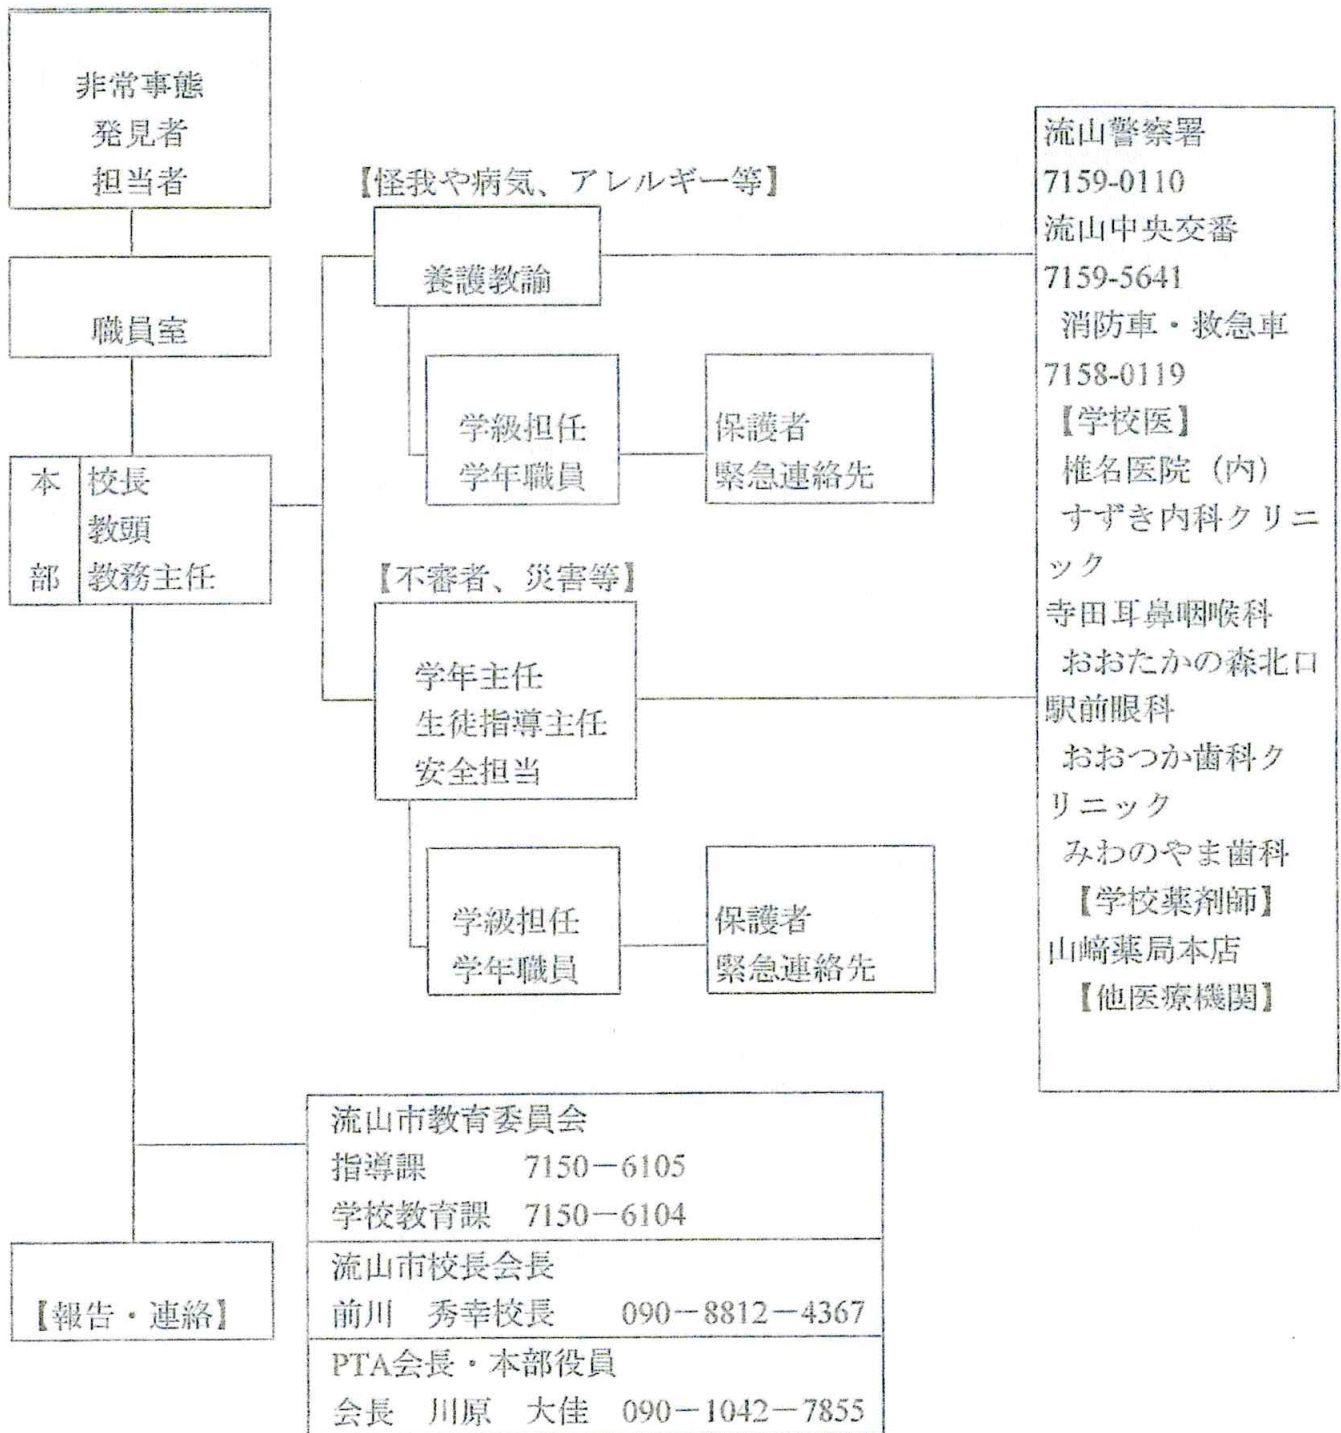 非常事態
発見者
担当者
職員室
本部
校長
教頭
教務主任
【怪我や病気、アレルギー等】
養護教諭
学級担任
学年職員
保護者
緊急連絡先
【不審者、災害等】
学年主任
生徒指導主任
安全担当
学級担任
学年職員
保護者
緊急連絡先
流山警察署
7159-0110
流山中央交番
7159-5641
消防車・救急車
7158-0119
【学校医】
椎名医院（内）
すずき内科クリニ
ック
寺田耳鼻咽喉科
おおたかの森北口
駅前眼科
おおつか歯科ク
リニック
みわのやま歯科
【学校薬剤師】
山﨑薬局本店
【他医療機関】
流山市教育委員会
指導課　7150－6105
学校教育課　7150－6104
流山市校長会長
前川　秀幸校長　090－8812－4367
PTA会長・本部役員
会長　川原　大佳　090－1042－7855
【報告・連絡】